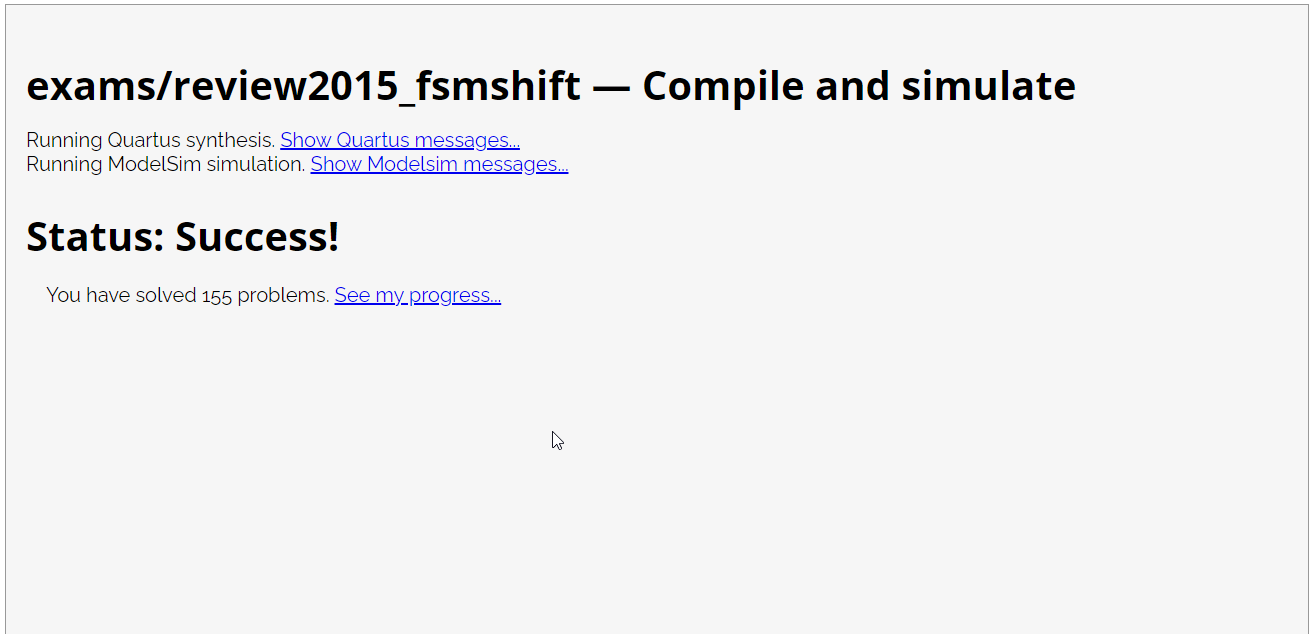 exams/review2015_fsmshift — Compile and simulate
Running Quartus synthesis. Show Quartus messages...
Running ModelSim simulation. Show Modelsim messages...
Status: Success!
You have solved 155 problems. See my progress...